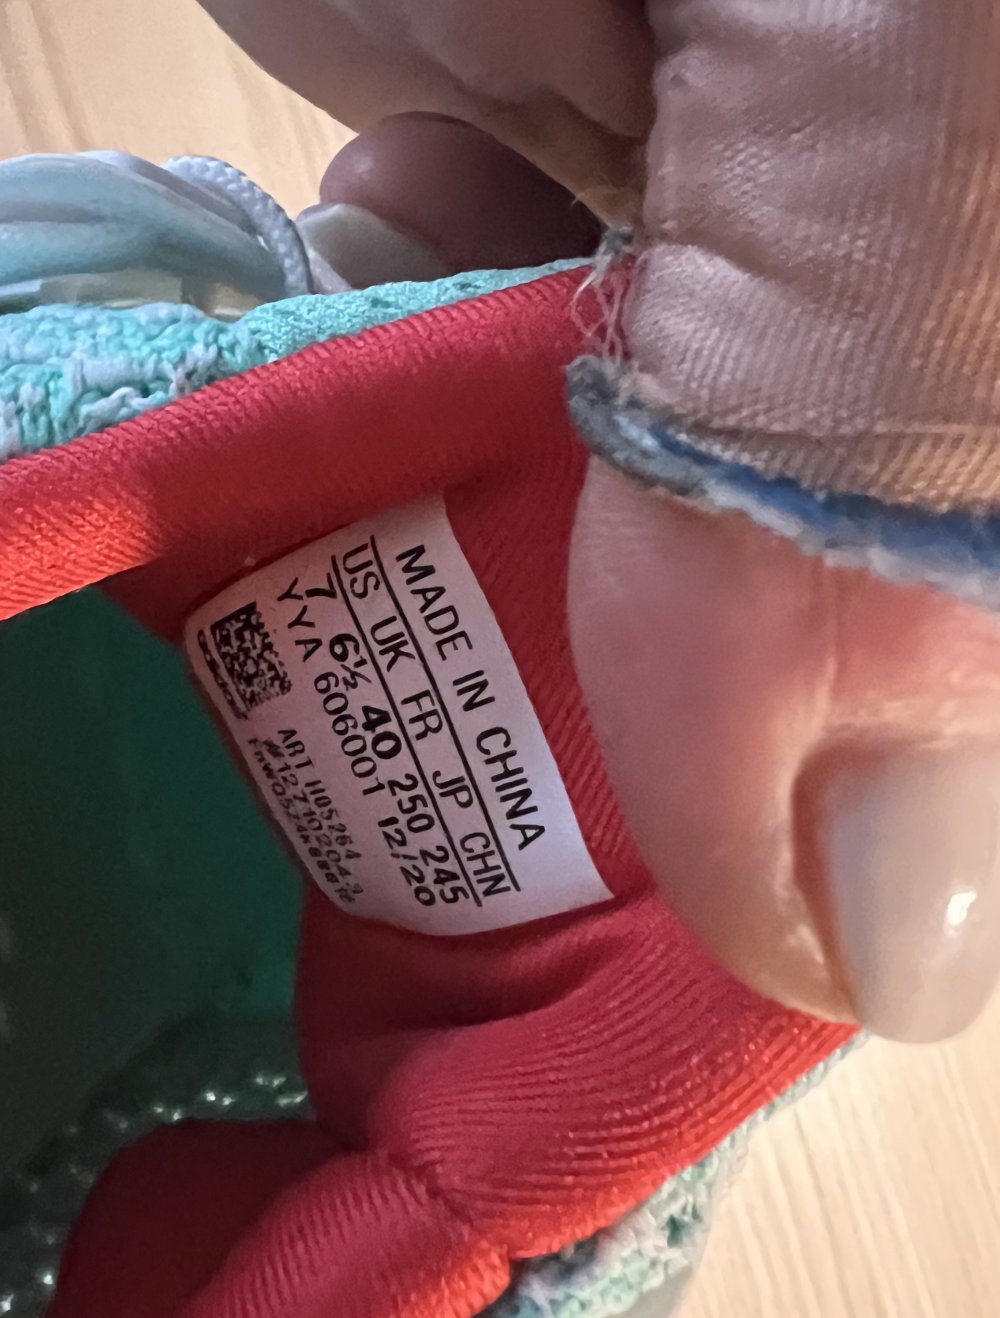 MADE IN CHINA
US UK FR JP CHN
7 6½ 40 250 245
YYA 606001 12/20
ART H05264
adidas